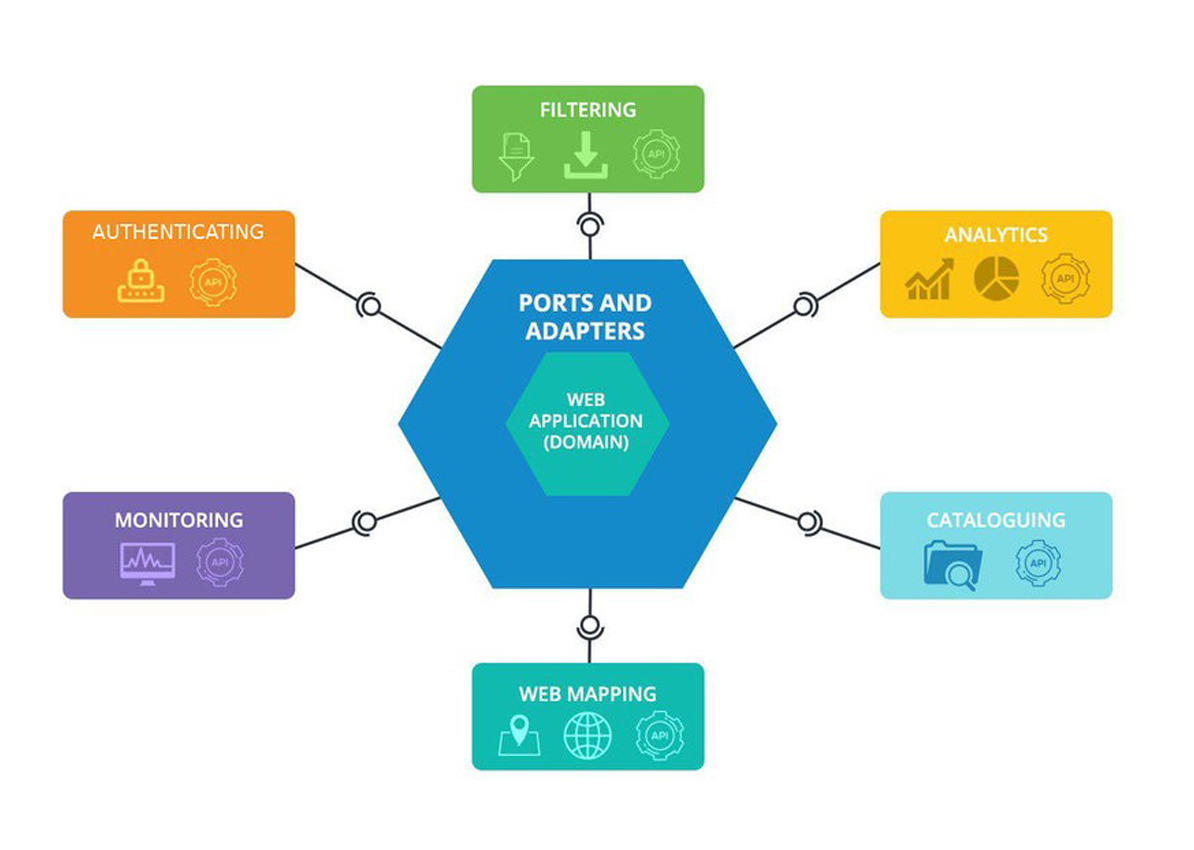 FILTERING
API
AUTHENTICATING
API
ANALYTICS
API
PORTS AND
ADAPTERS
WEB
APPLICATION
(DOMAIN)
MONITORING
API
CATALOGUING
API
WEB MAPPING
API